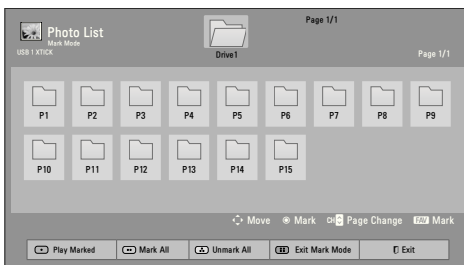 Photo List
Mark Mode
USB 1 XTICK
Drive1
Page 1/1
Page 1/1
P1 P2 P3 P4 P5 P6 P7 P8 P9
P10 P11 P12 P13 P14 P15
Move Mark CH Page Change FAV Mark
Play Marked Mark All Unmark All Exit Mark Mode Exit